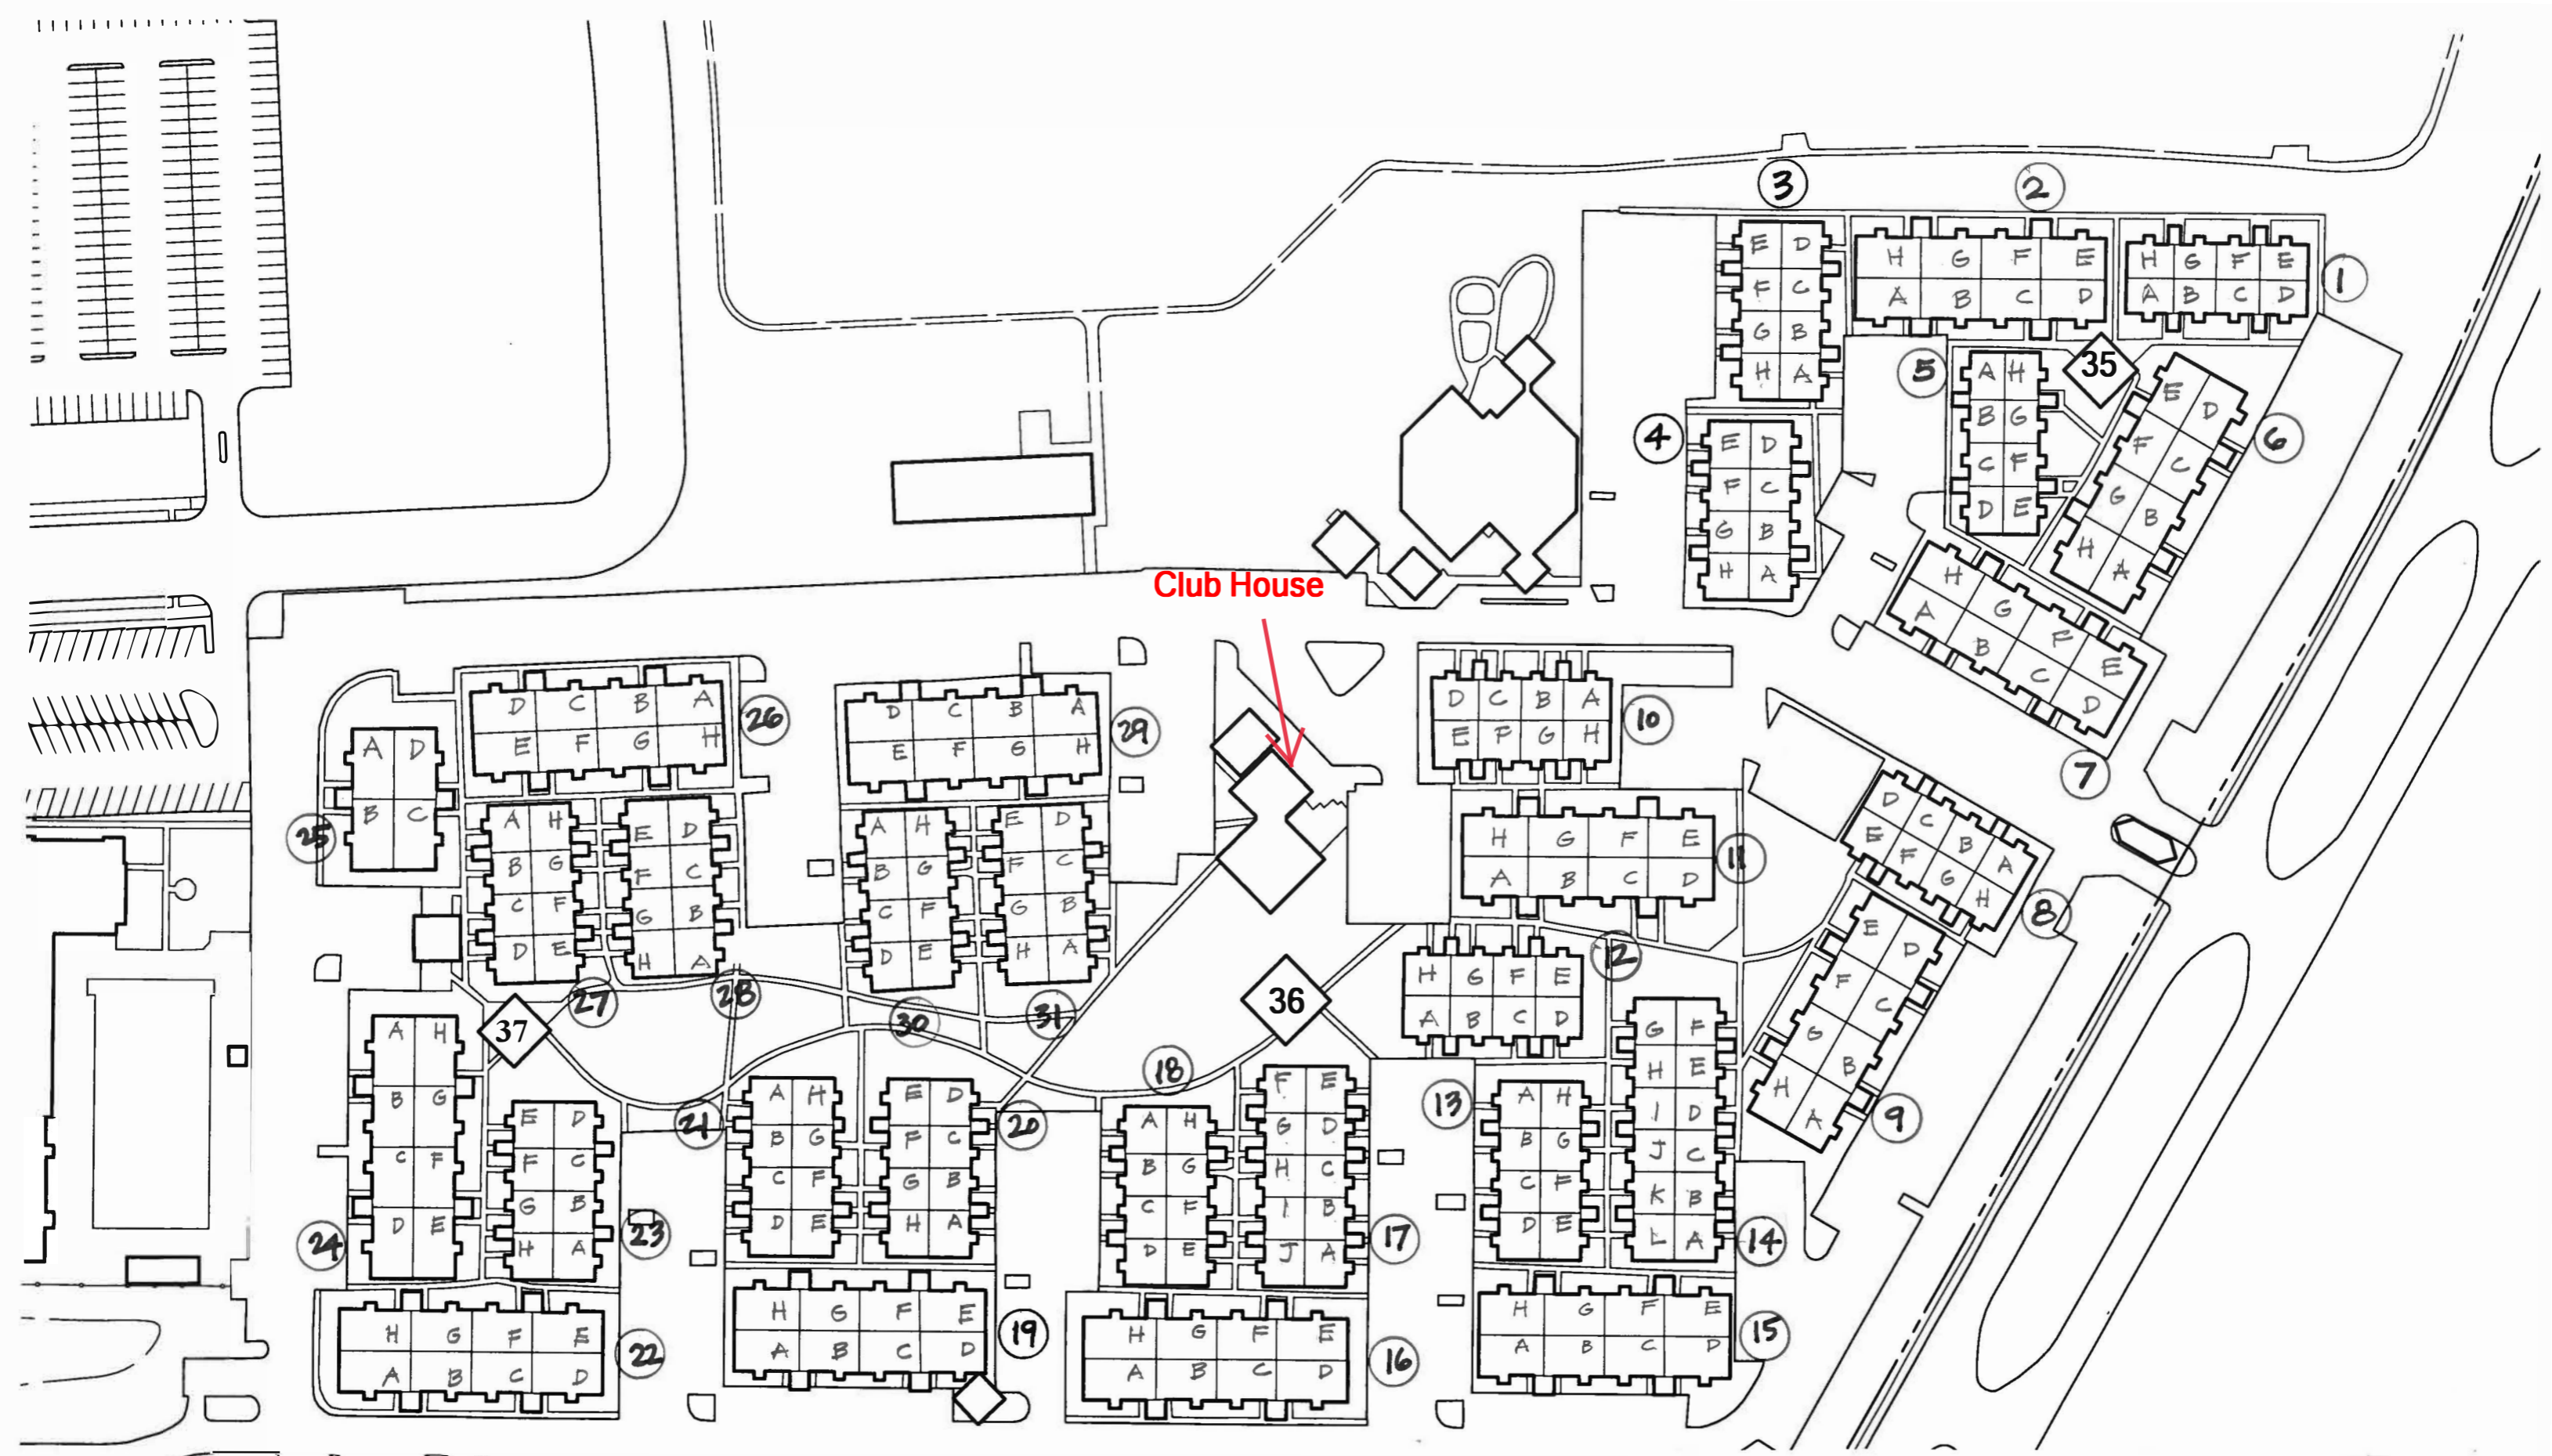 3
2
E D
F C
G B
H A
H G F E
A B C D
H G F E
A B C D
1
5
35
A H
B G
C F
D E
E D
F C
G B
H A
6
4
E D
F C
G B
H A
H G F E
A B C D
7
Club House
D C B A
E F G H
26
D C B A
E F G H
29
D C B A
E F G H
10
A D
B C
25
A H
B G
C F
D E
27
E D
F C
G B
H A
28
A H
B G
C F
D E
30
E D
F C
G B
H A
31
H G F E
A B C D
11
D C B A
E F G H
8
12
H G F E
A B C D
E D
F C
G B
H A
9
37
36
A H
B G
C F
D E
24
E D
F C
G B
H A
23
21
A H
B G
C F
D E
E D
F C
G B
H A
20
18
A H
B G
C F
D E
F E
G D
H C
I B
J A
17
13
A H
B G
C F
D E
G F
H E
I D
J C
K B
L A
14
H G F E
A B C D
22
H G F E
A B C D
19
H G F E
A B C D
16
H G F E
A B C D
15